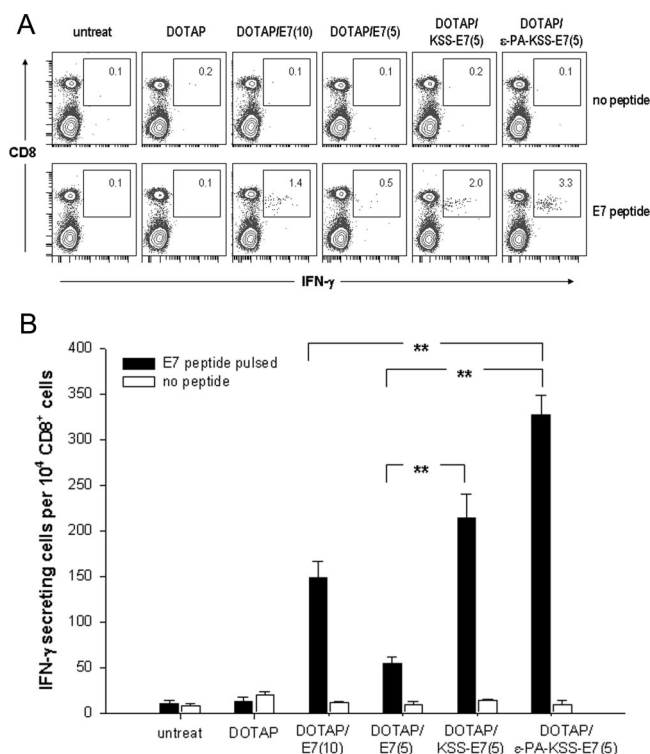 A
untreat
DOTAP
DOTAP/E7(10)
DOTAP/E7(5)
DOTAP/
KSS-E7(5)
DOTAP/
ε-PA-KSS-E7(5)
0.1
0.2
0.1
0.1
0.2
0.1
no peptide
CD8
0.1
0.1
1.4
0.5
2.0
3.3
E7 peptide
IFN-γ
B
400
350
300
250
200
150
100
50
0
IFN-γ secreting cells per 10⁴ CD8⁺ cells
E7 peptide pulsed
no peptide
**
**
**
untreat
DOTAP
DOTAP/
E7(10)
DOTAP/
E7(5)
DOTAP/
KSS-E7(5)
DOTAP/
ε-PA-KSS-E7(5)